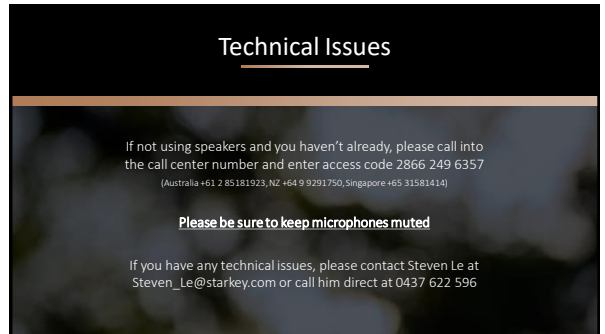 Technical Issues
If not using speakers and you haven't already, please call into
the call center number and enter access code 2866 249 6357
(Australia +61 2 85181923, NZ +64 9 9291750, Singapore +65 31581414)
Please be sure to keep microphones muted
If you have any technical issues, please contact Steven Le at
Steven_Le@starkey.com or call him direct at 0437 622 596